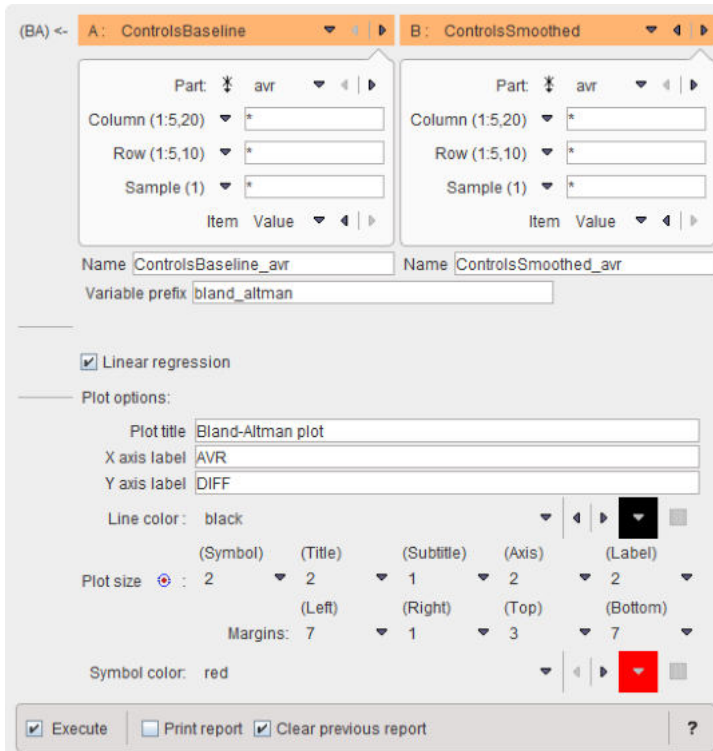 (BA) <- A: ControlsBaseline B: ControlsSmoothed
Part: avr Part: avr
Column (1:5,20) * Column (1:5,20) *
Row (1:5,10) * Row (1:5,10) *
Sample (1) * Sample (1) *
Item Value Item Value
Name ControlsBaseline_avr Name ControlsSmoothed_avr
Variable prefix bland_altman
Linear regression
Plot options:
Plot title Bland-Altman plot
X axis label AVR
Y axis label DIFF
Line color: black
(Symbol) (Title) (Subtitle) (Axis) (Label)
Plot size : 2 2 1 2 2
(Left) (Right) (Top) (Bottom)
Margins: 7 1 3 7
Symbol color: red
Execute Print report Clear previous report ?